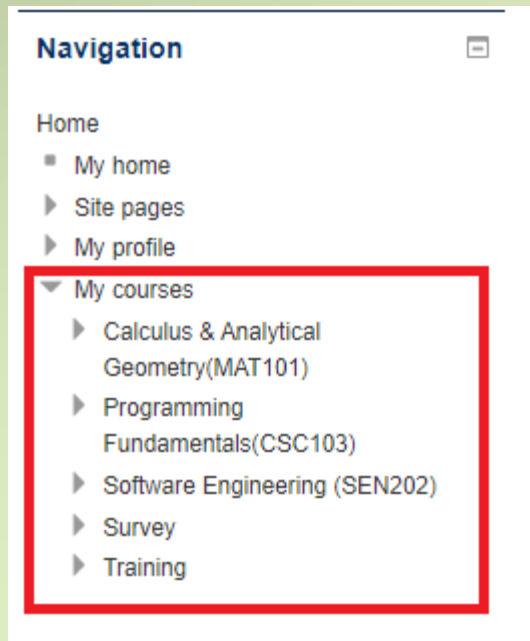 Navigation
Home
My home
Site pages
My profile
My courses
Calculus & Analytical
Geometry(MAT101)
Programming
Fundamentals(CSC103)
Software Engineering (SEN202)
Survey
Training